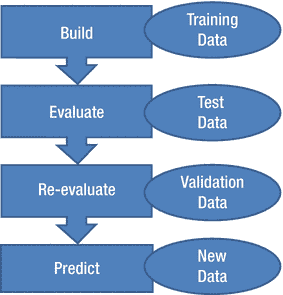 Build
Training
Data
Evaluate
Test
Data
Re-evaluate
Validation
Data
Predict
New
Data